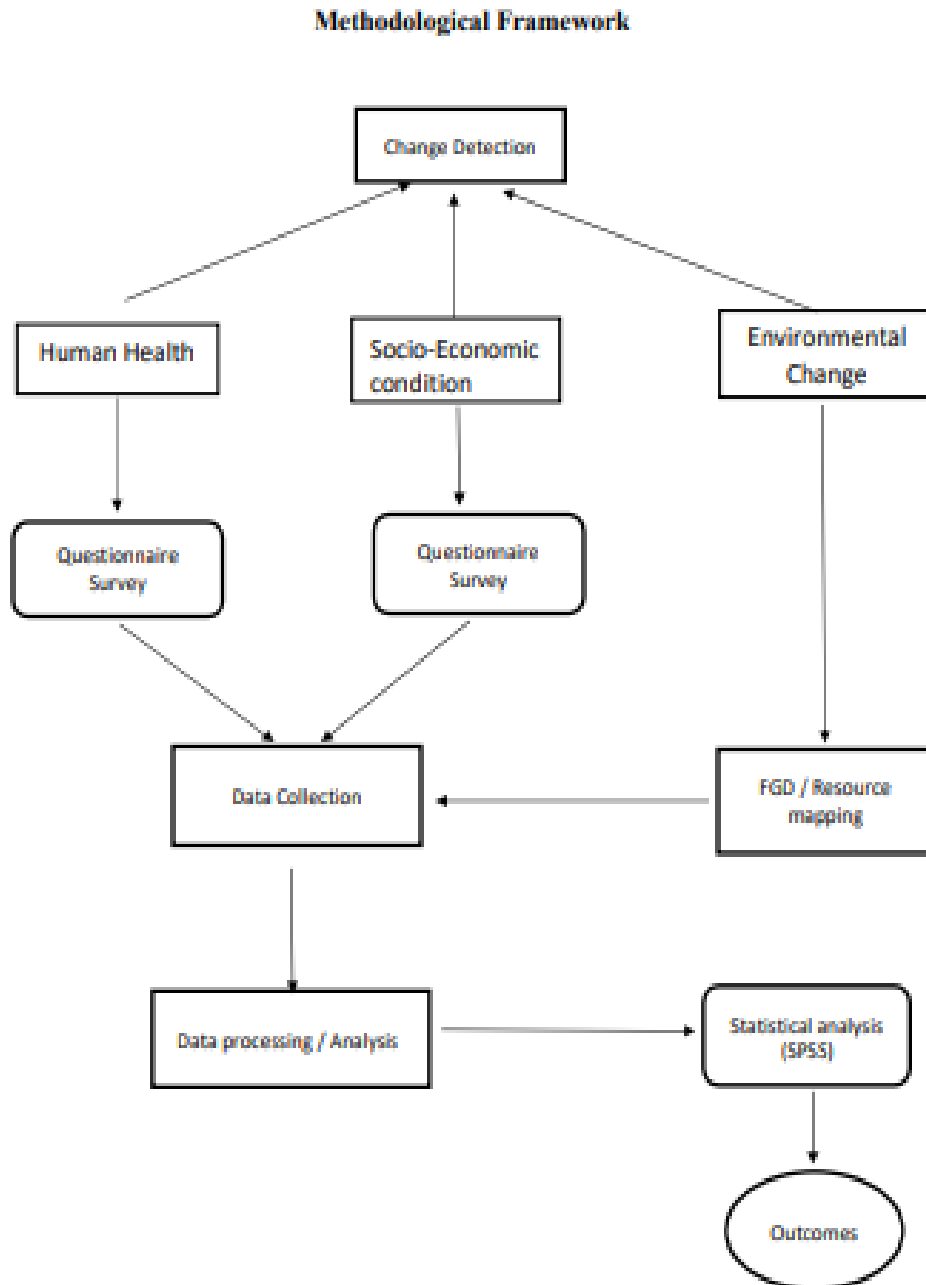 Methodological Framework
Change Detection
Human Health
Socio-Economic
condition
Environmental
Change
Questionnaire
Survey
Questionnaire
Survey
Data Collection
FGD / Resource
mapping
Data processing / Analysis
Statistical analysis
(SPSS)
Outcomes